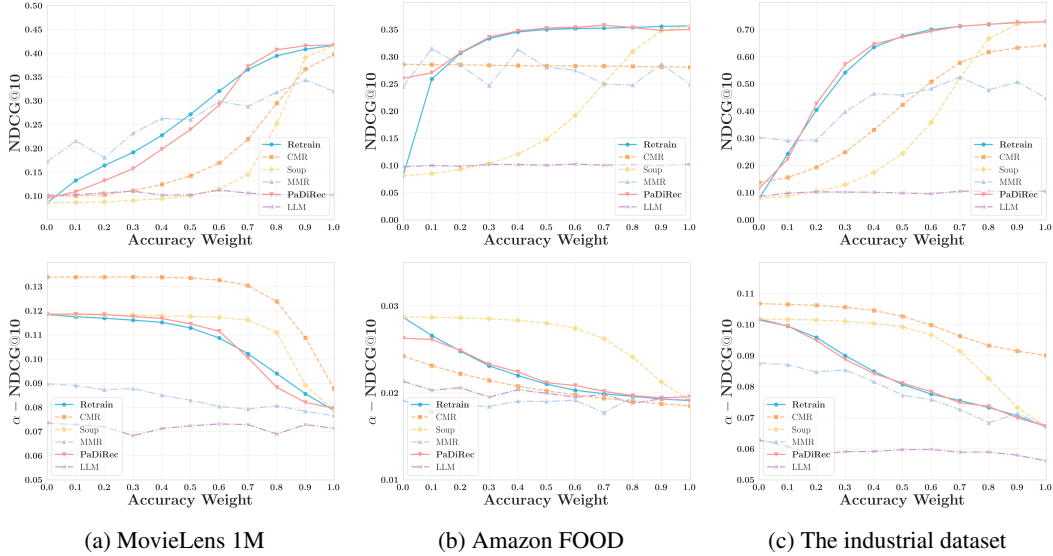 NDCG@10
0.50
0.40
0.30
0.20
0.10
Retrain
CMR
Soup
MMR
PaDiRec
LLM
0.0 0.1 0.2 0.3 0.4 0.5 0.6 0.7 0.8 0.9 1.0
Accuracy Weight
NDCG@10
0.35
0.30
0.25
0.20
0.15
0.10
0.05
0.00
Retrain
CMR
Soup
MMR
PaDiRec
LLM
0.0 0.1 0.2 0.3 0.4 0.5 0.6 0.7 0.8 0.9 1.0
Accuracy Weight
NDCG@10
0.70
0.60
0.50
0.40
0.30
0.20
0.10
0.00
Retrain
CMR
Soup
MMR
PaDiRec
LLM
0.0 0.1 0.2 0.3 0.4 0.5 0.6 0.7 0.8 0.9 1.0
Accuracy Weight
α − NDCG@10
0.13
0.12
0.11
0.10
0.09
0.08
0.07
0.06
0.05
Retrain
CMR
Soup
MMR
PaDiRec
LLM
0.0 0.1 0.2 0.3 0.4 0.5 0.6 0.7 0.8 0.9 1.0
Accuracy Weight
α − NDCG@10
0.03
0.02
0.01
Retrain
CMR
Soup
MMR
PaDiRec
LLM
0.0 0.1 0.2 0.3 0.4 0.5 0.6 0.7 0.8 0.9 1.0
Accuracy Weight
α − NDCG@10
0.11
0.10
0.09
0.08
0.07
0.06
0.05
Retrain
CMR
Soup
MMR
PaDiRec
LLM
0.0 0.1 0.2 0.3 0.4 0.5 0.6 0.7 0.8 0.9 1.0
Accuracy Weight
(a) MovieLens 1M
(b) Amazon FOOD
(c) The industrial dataset